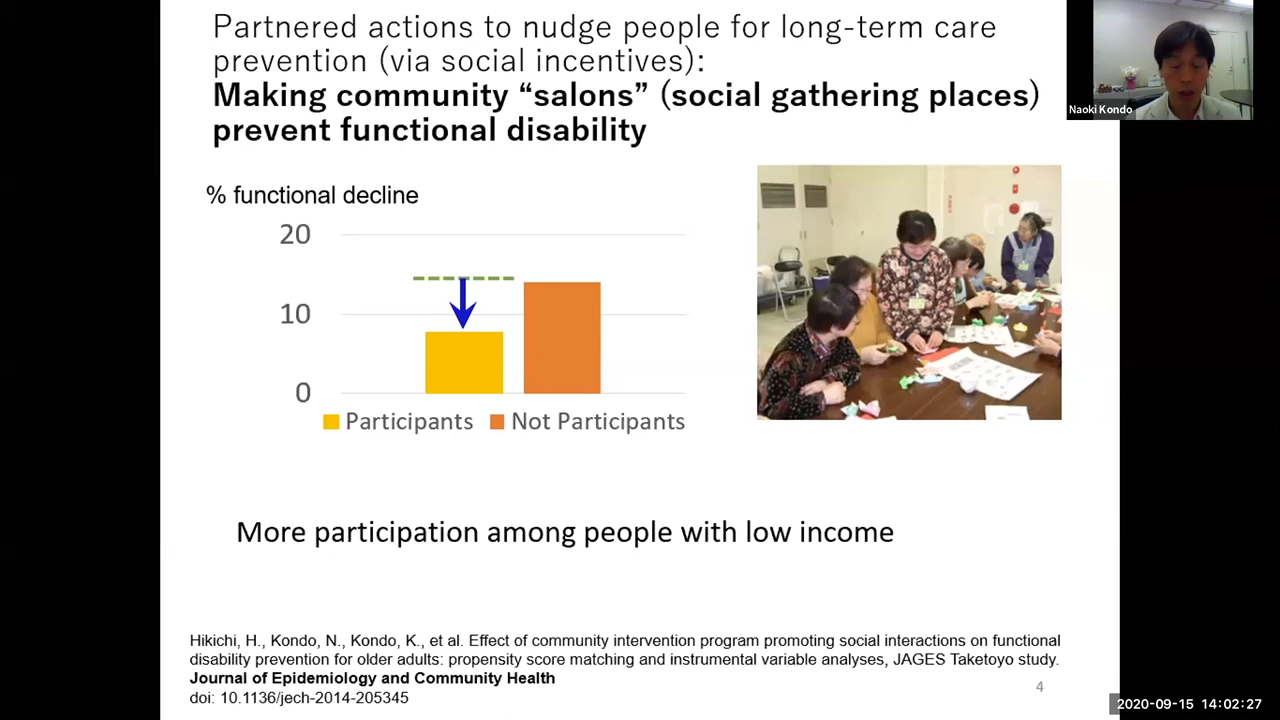 Partnered actions to nudge people for long-term care
prevention (via social incentives):
Making community “salons” (social gathering places)
prevent functional disability
Naoki Kondo
% functional decline
20
10
0
Participants
Not Participants
More participation among people with low income
Hikichi, H., Kondo, N., Kondo, K., et al. Effect of community intervention program promoting social interactions on functional
disability prevention for older adults: propensity score matching and instrumental variable analyses, JAGES Taketoyo study.
Journal of Epidemiology and Community Health
doi: 10.1136/jech-2014-205345
4
2020-09-15 14:02:27